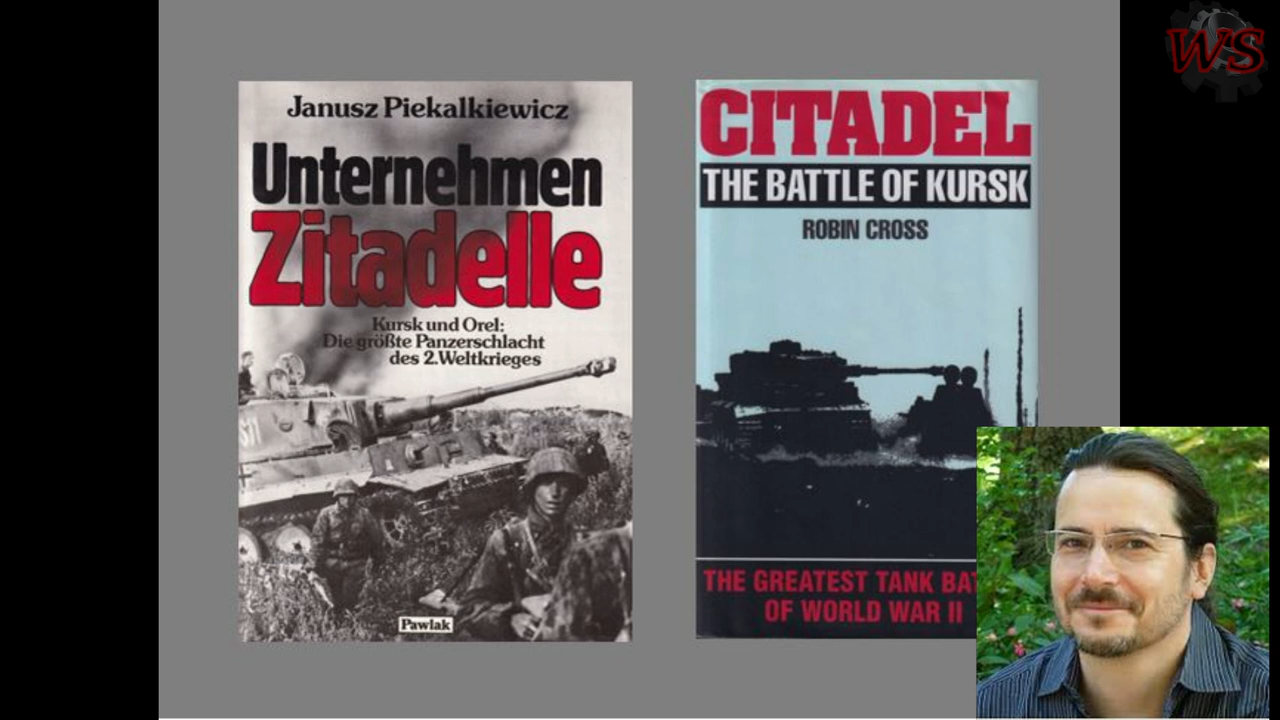 Janusz Piekalkiewicz
Unternehmen
Zitadelle
Kursk und Orel:
Die größte Panzerschlacht
des 2. Weltkrieges
S11
Pawlak
CITADEL
THE BATTLE OF KURSK
ROBIN CROSS
THE GREATEST TANK
OF WORLD WAR II
WS